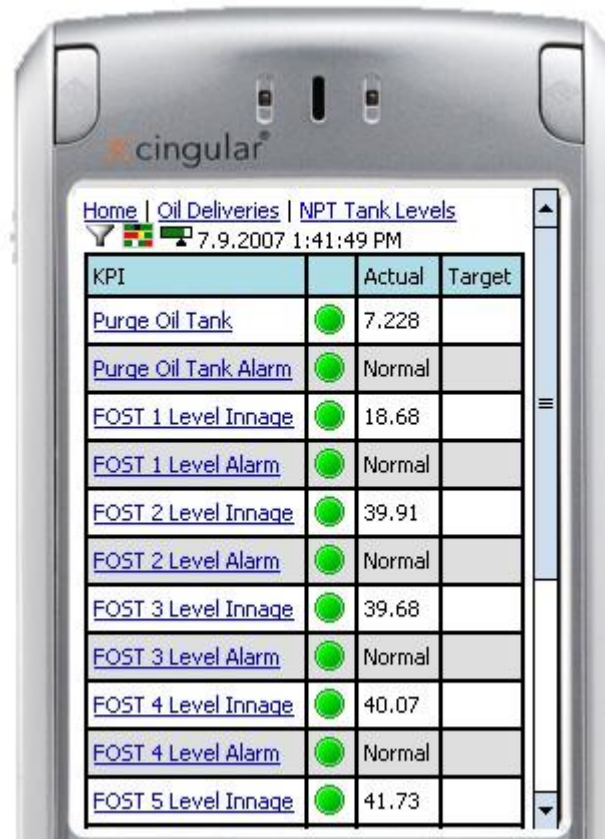 cingular®
Home | Oil Deliveries | NPT Tank Levels
7.9.2007 1:41:49 PM
KPI Actual Target
Purge Oil Tank 7.228
Purge Oil Tank Alarm Normal
FOST 1 Level Innage 18.68
FOST 1 Level Alarm Normal
FOST 2 Level Innage 39.91
FOST 2 Level Alarm Normal
FOST 3 Level Innage 39.68
FOST 3 Level Alarm Normal
FOST 4 Level Innage 40.07
FOST 4 Level Alarm Normal
FOST 5 Level Innage 41.73